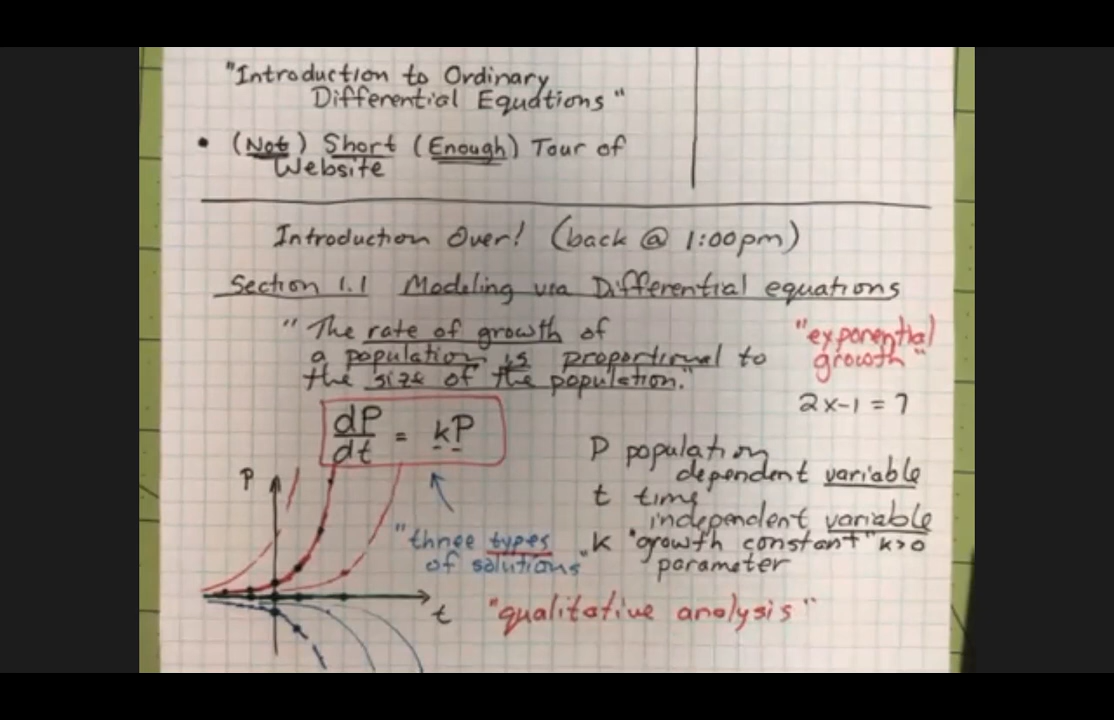 "Introduction to Ordinary
Differential Equations"
• (Not) Short (Enough) Tour of
Website
Introduction Over! (back @ 1:00pm)
Section 1.1 Modeling via Differential equations
"The rate of growth of
a population is proportional to
the size of the population."
"exponential
growth"
2x-1 = 7
dP/dt = kP
P population
dependent variable
t time
independent variable
k "growth constant" k>0
parameter
P
"three types
of solutions"
t
"qualitative analysis"